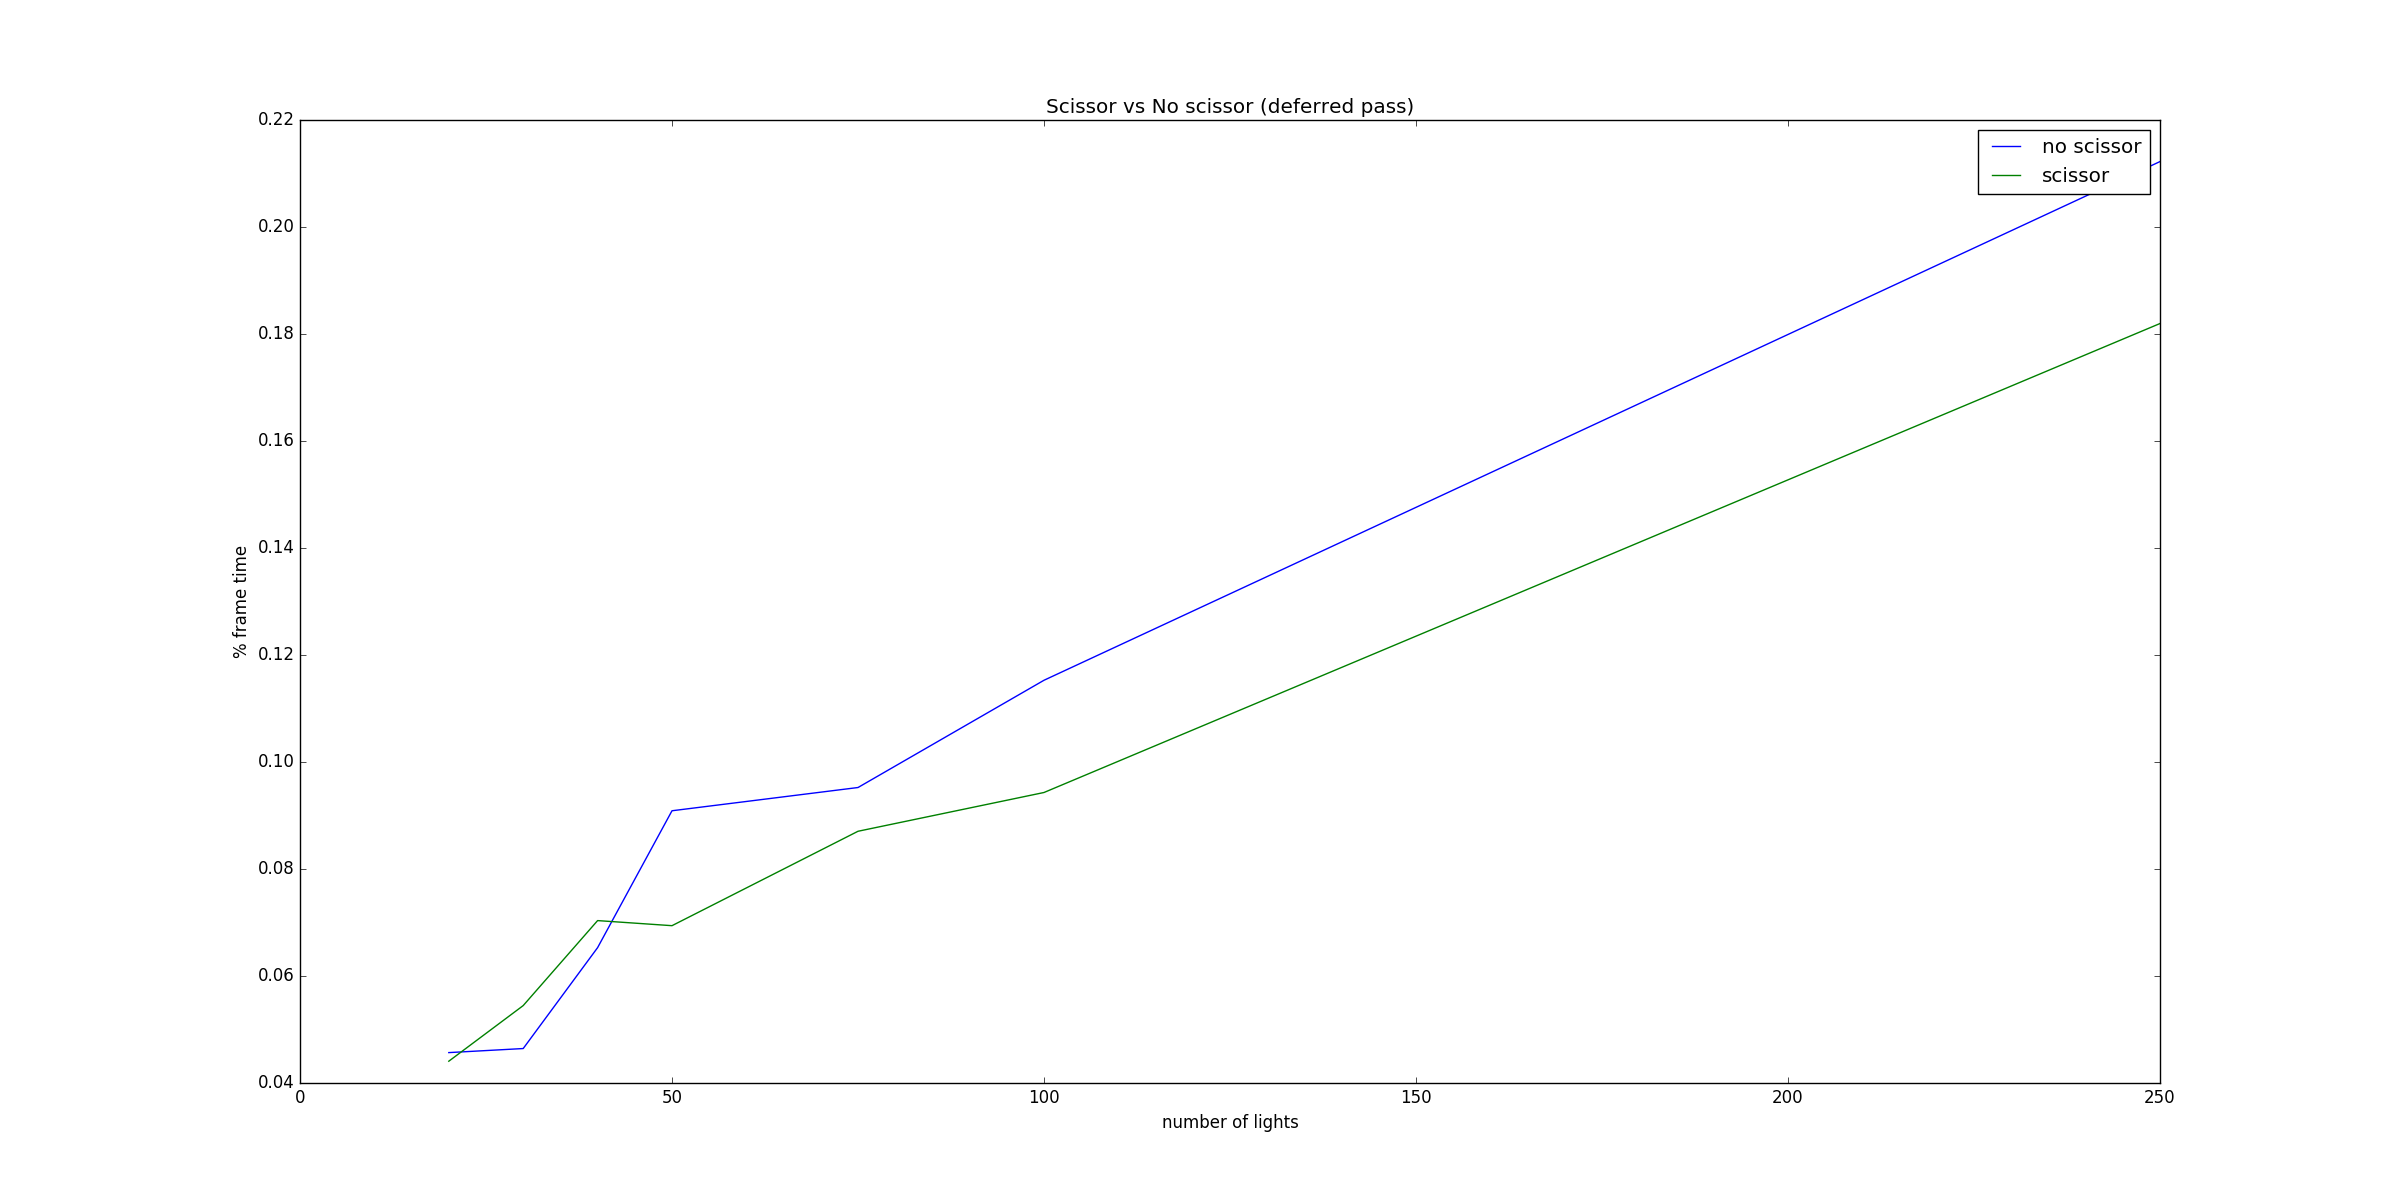 Scissor vs No scissor (deferred pass)
no scissor
scissor
0.22
0.20
0.18
0.16
0.14
0.12
0.10
0.08
0.06
0.04
% frame time
0 50 100 150 200 250
number of lights